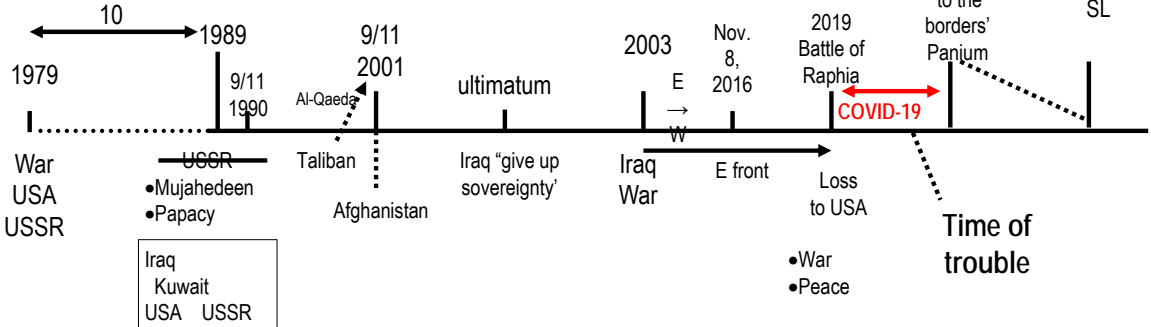 10
1979
1989
9/11
1990
Al-Qaeda
9/11
2001
ultimatum
2003
E
→
W
Nov.
8,
2016
2019
Battle of
Raphia
COVID-19
to the
borders’
Panium
SL
War
USA
USSR
USSR
•Mujahedeen
•Papacy
Iraq
Kuwait
USA USSR
Taliban
Afghanistan
Iraq “give up
sovereignty’
Iraq
War
E front
Loss
to USA
•War
•Peace
Time of
trouble